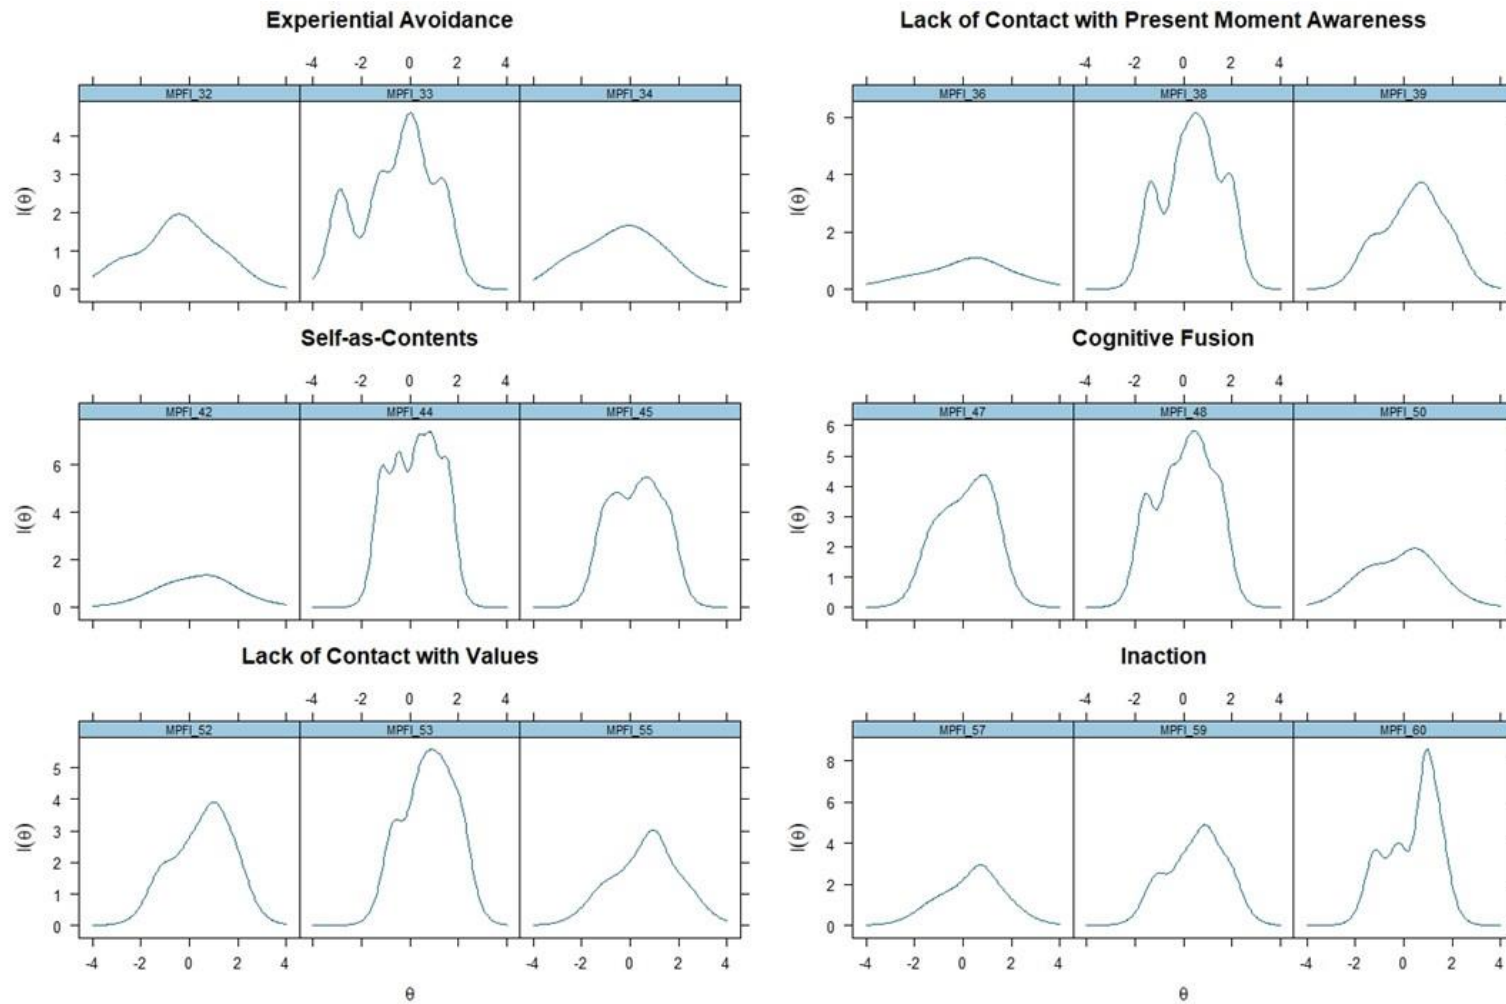 Experiential Avoidance
-4 -2 0 2 4
MPFI_32 MPFI_33 MPFI_34
4
3
2
1
0
I(θ)
Lack of Contact with Present Moment Awareness
-4 -2 0 2 4
MPFI_36 MPFI_38 MPFI_39
6
4
2
0
I(θ)
Self-as-Contents
-4 -2 0 2 4
MPFI_42 MPFI_44 MPFI_45
6
4
2
0
I(θ)
Cognitive Fusion
-4 -2 0 2 4
MPFI_47 MPFI_48 MPFI_50
6
5
4
3
2
1
0
I(θ)
Lack of Contact with Values
-4 -2 0 2 4
MPFI_52 MPFI_53 MPFI_55
5
4
3
2
1
0
I(θ)
-4 -2 0 2 4 -4 -2 0 2 4
θ
Inaction
-4 -2 0 2 4
MPFI_57 MPFI_59 MPFI_60
8
6
4
2
0
I(θ)
-4 -2 0 2 4 -4 -2 0 2 4
θ